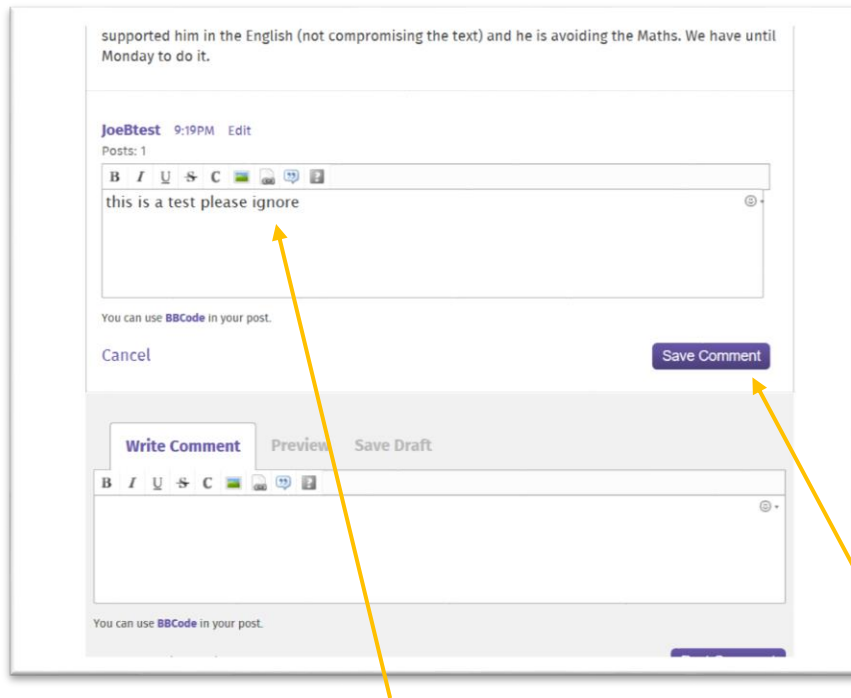 supported him in the English (not compromising the text) and he is avoiding the Maths. We have until
Monday to do it.
JoeBtest 9:19PM Edit
Posts: 1
B I U S C
this is a test please ignore
You can use BBCode in your post.
Cancel Save Comment
Write Comment Preview Save Draft
B I U S C
You can use BBCode in your post.